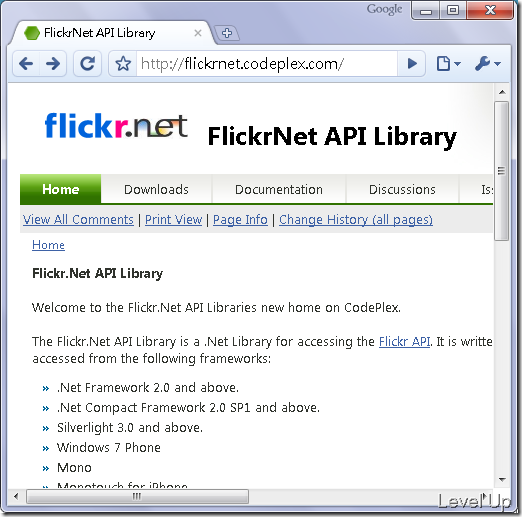 Google
FlickrNet API Library
http://flickrnet.codeplex.com/
flickr.net FlickrNet API Library
Home Downloads Documentation Discussions Is
View All Comments | Print View | Page Info | Change History (all pages)
Home
Flickr.Net API Library
Welcome to the Flickr.Net API Libraries new home on CodePlex.
The Flickr.Net API Library is a .Net Library for accessing the Flickr API. It is writte
accessed from the following frameworks:
» .Net Framework 2.0 and above.
» .Net Compact Framework 2.0 SP1 and above.
» Silverlight 3.0 and above.
» Windows 7 Phone
» Mono
» Monotouch for iPhone
Level Up